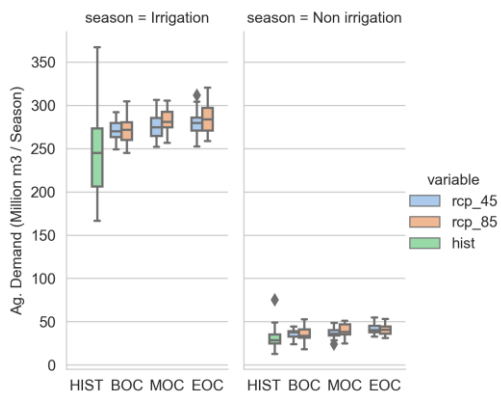 season = Irrigation
season = Non irrigation
Ag. Demand (Million m3 / Season)
350
300
250
200
150
100
50
0
HIST BOC MOC EOC
HIST BOC MOC EOC
variable
rcp_45
rcp_85
hist